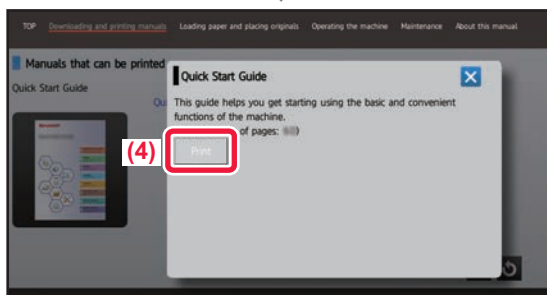 TOP Downloading and printing manuals Loading paper and placing originals Operating the machine Maintenance About this manual
Manuals that can be printed
Quick Start Guide
Qui
Quick Start Guide
This guide helps you get starting using the basic and convenient
functions of the machine.
of pages:
(4)
Print